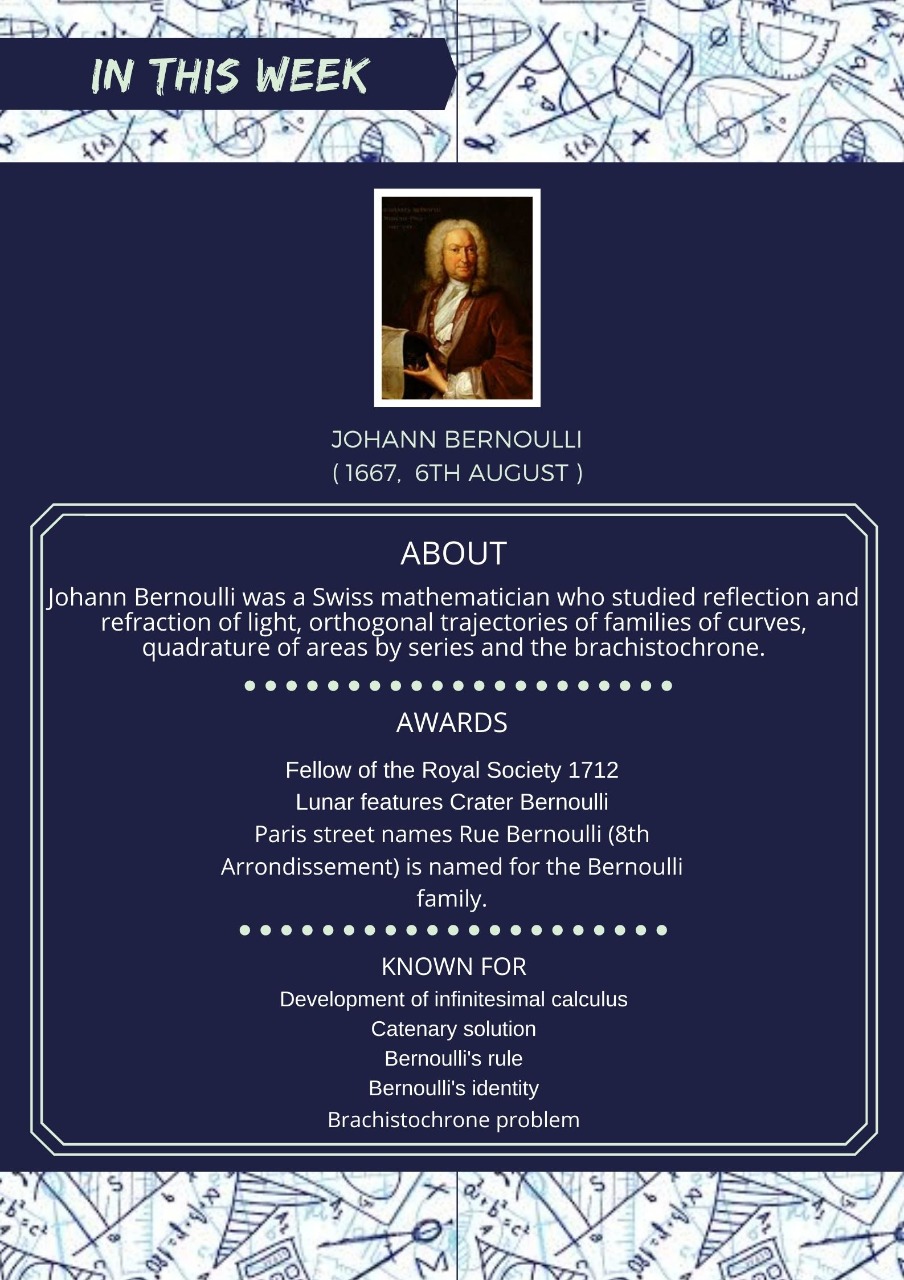 IN THIS WEEK
JOHANN BERNOULLI
( 1667, 6TH AUGUST )
ABOUT
Johann Bernoulli was a Swiss mathematician who studied reflection and
refraction of light, orthogonal trajectories of families of curves,
quadrature of areas by series and the brachistochrone.
AWARDS
Fellow of the Royal Society 1712
Lunar features Crater Bernoulli
Paris street names Rue Bernoulli (8th
Arrondissement) is named for the Bernoulli
family.
KNOWN FOR
Development of infinitesimal calculus
Catenary solution
Bernoulli's rule
Bernoulli's identity
Brachistochrone problem